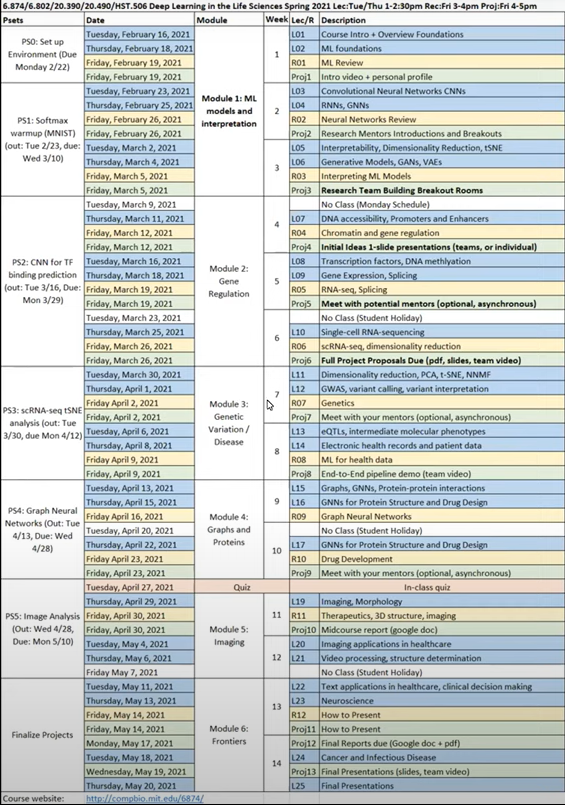 6.874/6.802/20.390/20.490/HST.506 Deep Learning in the Life Sciences Spring 2021 Lec:Tue/Thu 1-2:30pm Rec:Fri 3-4pm Proj:Fri 4-5pm
Psets Date Module Week Lec/R Description
PS0: Set up Environment (Due Monday 2/22)
Module 1: ML models and interpretation
1
Tuesday, February 16, 2021 L01 Course Intro + Overview Foundations
Thursday, February 18, 2021 L02 ML foundations
Friday, February 19, 2021 R01 ML Review
Friday, February 19, 2021 Proj1 Intro video + personal profile
PS1: Softmax warmup (MNIST) (out: Tue 2/23, due: Wed 3/10)
2
Tuesday, February 23, 2021 L03 Convolutional Neural Networks CNNs
Thursday, February 25, 2021 L04 RNNs, GNNs
Friday, February 26, 2021 R02 Neural Networks Review
Friday, February 26, 2021 Proj2 Research Mentors Introductions and Breakouts
3
Tuesday, March 2, 2021 L05 Interpretability, Dimensionality Reduction, tSNE
Thursday, March 4, 2021 L06 Generative Models, GANs, VAEs
Friday, March 5, 2021 R03 Interpreting ML Models
Friday, March 5, 2021 Proj3 Research Team Building Breakout Rooms
PS2: CNN for TF binding prediction (out: Tue 3/16, Due: Mon 3/29)
Module 2: Gene Regulation
4
Tuesday, March 9, 2021 No Class (Monday Schedule)
Thursday, March 11, 2021 L07 DNA accessibility, Promoters and Enhancers
Friday, March 12, 2021 R04 Chromatin and gene regulation
Friday, March 12, 2021 Proj4 Initial Ideas 1-slide presentations (teams, or individual)
5
Tuesday, March 16, 2021 L08 Transcription factors, DNA methlyation
Thursday, March 18, 2021 L09 Gene Expression, Splicing
Friday, March 19, 2021 R05 RNA-seq, Splicing
Friday, March 19, 2021 Proj5 Meet with potential mentors (optional, asynchronous)
6
Tuesday, March 23, 2021 No Class (Student Holiday)
Thursday, March 25, 2021 L10 Single-cell RNA-sequencing
Friday, March 26, 2021 R06 scRNA-seq, dimensionality reduction
Friday, March 26, 2021 Proj6 Full Project Proposals Due (pdf, slides, team video)
PS3: scRNA-seq tSNE analysis (out: Tue 3/30, due Mon 4/12)
Module 3: Genetic Variation / Disease
7
Tuesday, March 30, 2021 L11 Dimensionality reduction, PCA, t-SNE, NNMF
Thursday, April 1, 2021 L12 GWAS, variant calling, variant interpretation
Friday April 2, 2021 R07 Genetics
Friday, April 2, 2021 Proj7 Meet with your mentors (optional, asynchronous)
8
Tuesday, April 6, 2021 L13 eQTLs, intermediate molecular phenotypes
Thursday, April 8, 2021 L14 Electronic health records and patient data
Friday April 9, 2021 R08 ML for health data
Friday, April 9, 2021 Proj8 End-to-End pipeline demo (team video)
PS4: Graph Neural Networks (Out: Tue 4/13, Due: Wed 4/28)
Module 4: Graphs and Proteins
9
Tuesday, April 13, 2021 L15 Graphs, GNNs, Protein-protein interactions
Thursday, April 15, 2021 L16 GNNs for Protein Structure and Drug Design
Friday April 16, 2021 R09 Graph Neural Networks
10
Tuesday, April 20, 2021 No Class (Student Holiday)
Thursday, April 22, 2021 L17 GNNs for Protein Structure and Drug Design
Friday April 23, 2021 R10 Drug Development
Friday, April 23, 2021 Proj9 Meet with your mentors (optional, asynchronous)
PS5: Image Analysis (Out: Wed 4/28, Due: Mon 5/10)
Tuesday, April 27, 2021 Quiz In-class quiz
Module 5: Imaging
11
Thursday, April 29, 2021 L19 Imaging, Morphology
Friday, April 30, 2021 R11 Therapeutics, 3D structure, imaging
Friday, April 30, 2021 Proj10 Midcourse report (google doc)
12
Tuesday, May 4, 2021 L20 Imaging applications in healthcare
Thursday, May 6, 2021 L21 Video processing, structure determination
Friday May 7, 2021 No Class (Student Holiday)
Finalize Projects
Module 6: Frontiers
13
Tuesday, May 11, 2021 L22 Text applications in healthcare, clinical decision making
Thursday, May 13, 2021 L23 Neuroscience
Friday, May 14, 2021 R12 How to Present
Friday, May 14, 2021 Proj11 How to Present
14
Monday, May 17, 2021 Proj12 Final Reports due (Google doc + pdf)
Tuesday, May 18, 2021 L24 Cancer and Infectious Disease
Wednesday, May 19, 2021 Proj13 Final Presentations (slides, team video)
Thursday, May 20, 2021 L25 Final Presentations
Course website: http://compbio.mit.edu/6874/